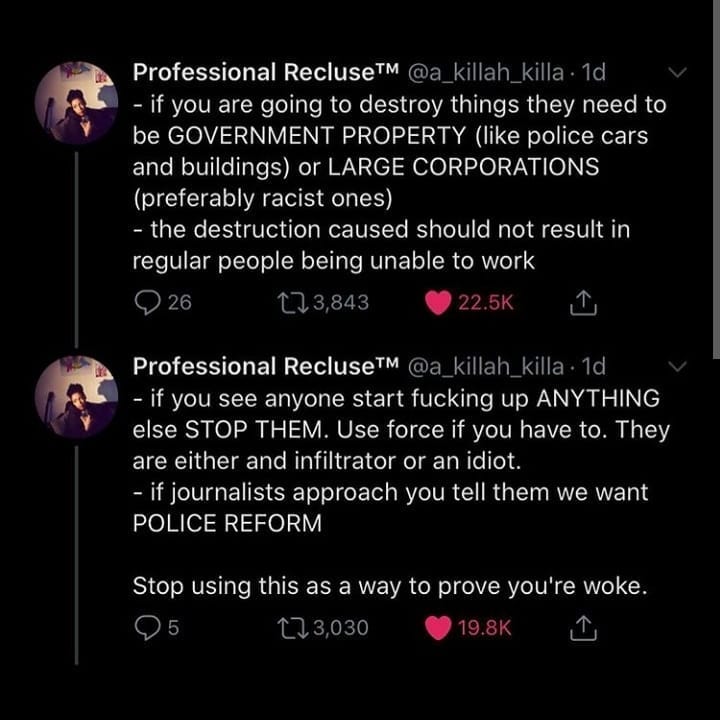 Professional Recluse™ @a_killah_killa · 1d
- if you are going to destroy things they need to
be GOVERNMENT PROPERTY (like police cars
and buildings) or LARGE CORPORATIONS
(preferably racist ones)
- the destruction caused should not result in
regular people being unable to work
26 3,843 22.5K
Professional Recluse™ @a_killah_killa · 1d
- if you see anyone start fucking up ANYTHING
else STOP THEM. Use force if you have to. They
are either and infiltrator or an idiot.
- if journalists approach you tell them we want
POLICE REFORM
Stop using this as a way to prove you're woke.
5 3,030 19.8K